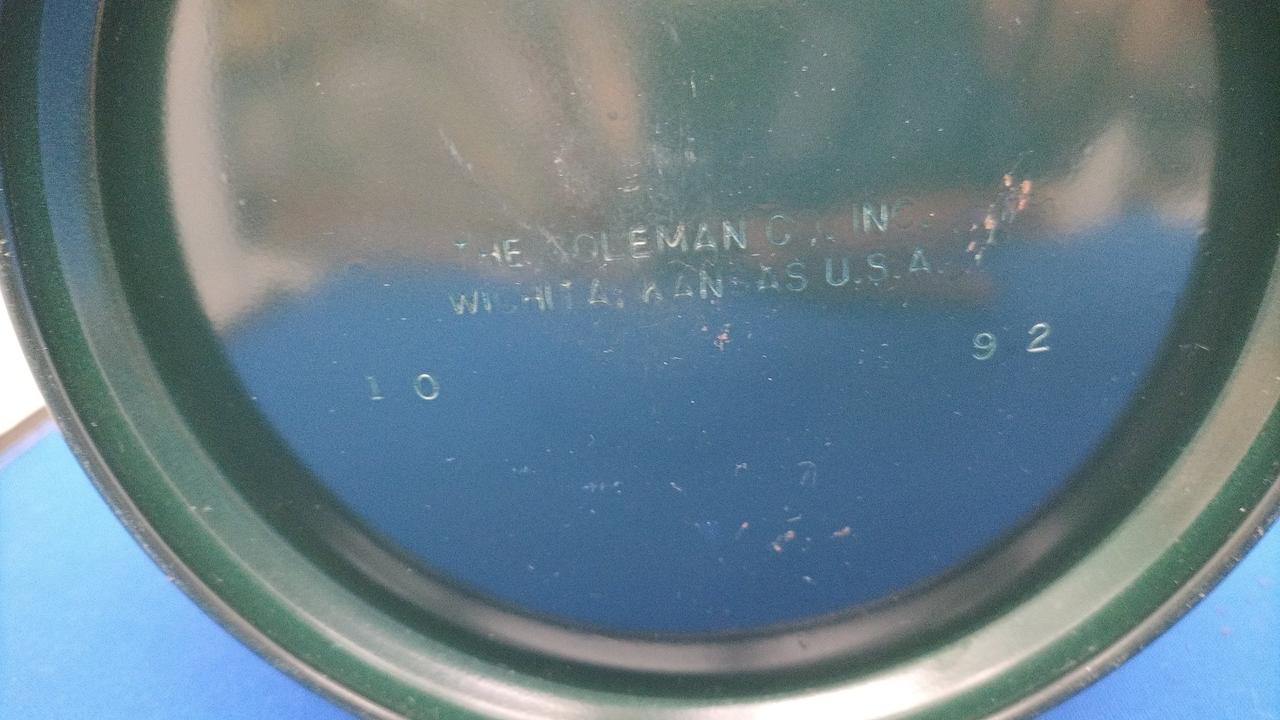 THE COLEMAN CO., INC.
WICHITA, KANSAS U.S.A.
10 92